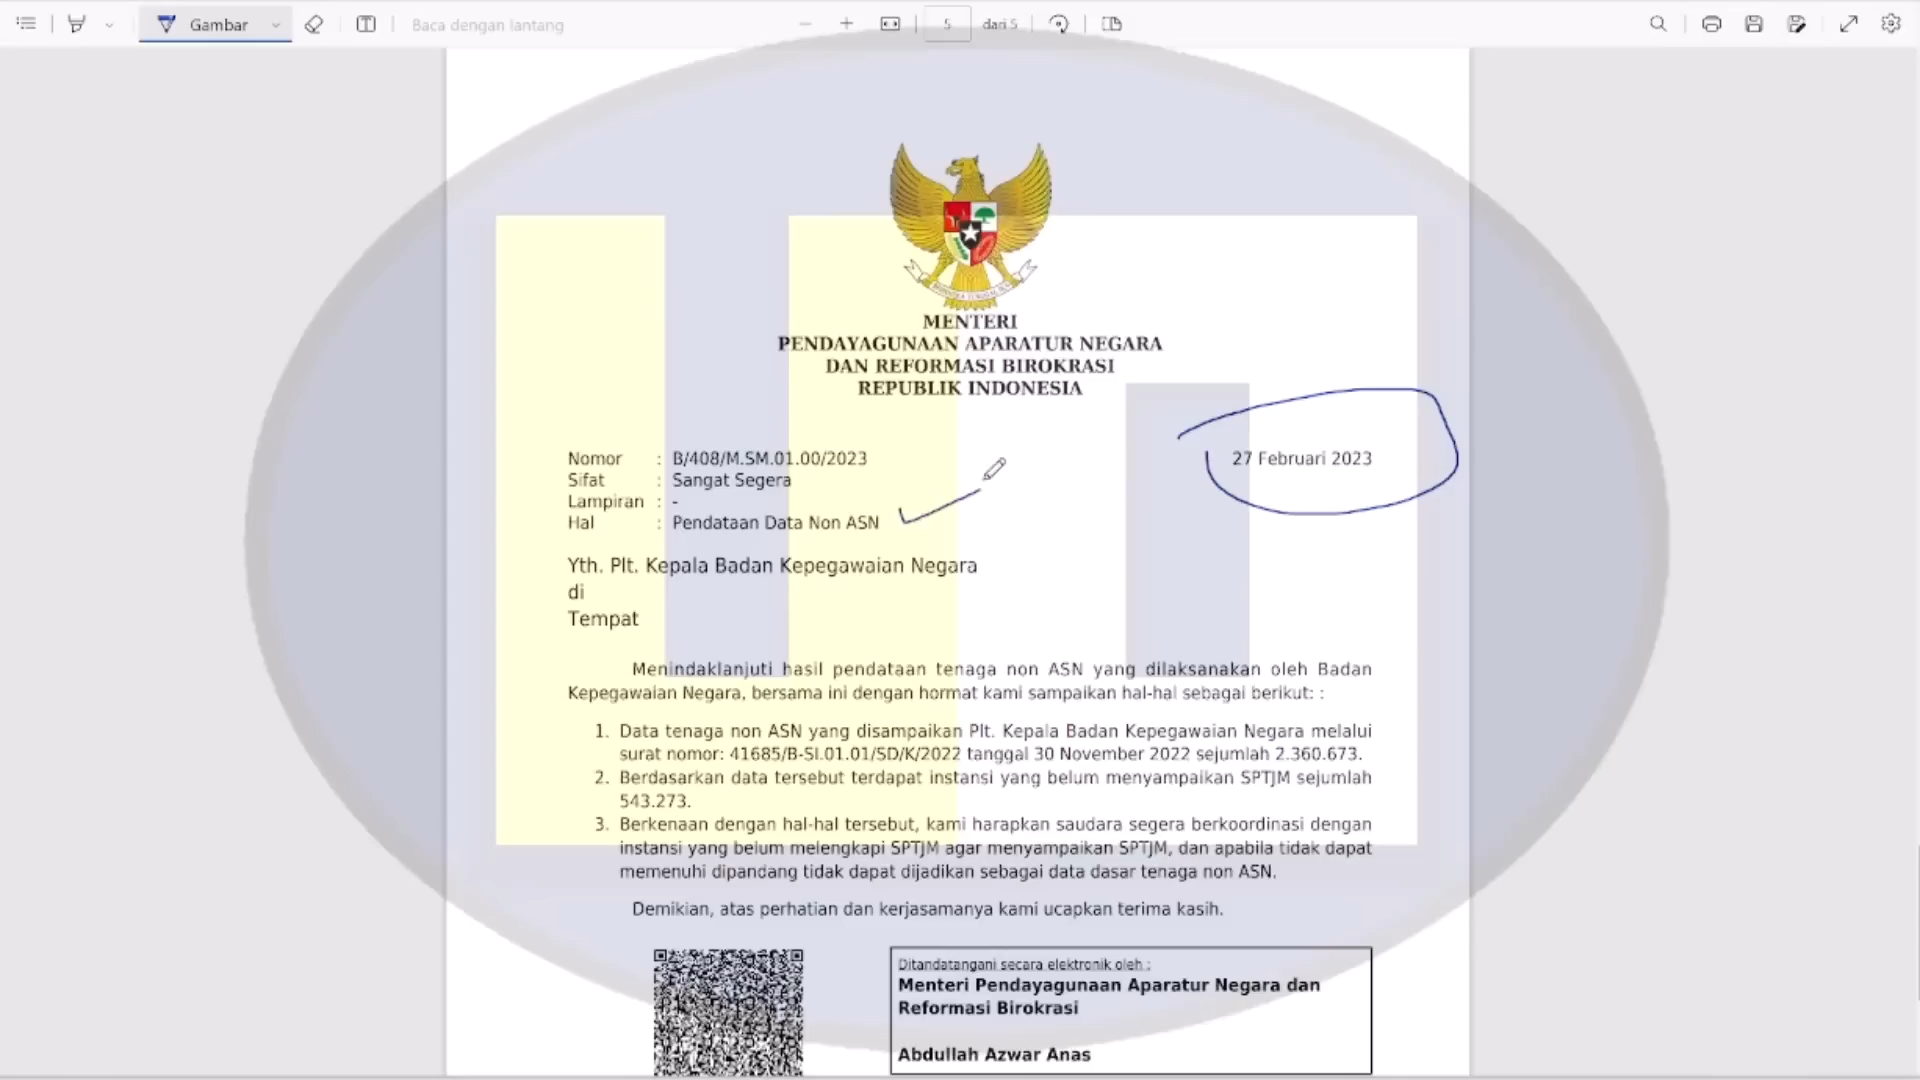 Gambar
Baca dengan lantang
5 dari 5
MENTERI
PENDAYAGUNAAN APARATUR NEGARA
DAN REFORMASI BIROKRASI
REPUBLIK INDONESIA
27 Februari 2023
Nomor : B/408/M.SM.01.00/2023
Sifat : Sangat Segera
Lampiran : -
Hal : Pendataan Data Non ASN
Yth. Plt. Kepala Badan Kepegawaian Negara
di
Tempat
Menindaklanjuti hasil pendataan tenaga non ASN yang dilaksanakan oleh Badan
Kepegawaian Negara, bersama ini dengan hormat kami sampaikan hal-hal sebagai berikut: :
1. Data tenaga non ASN yang disampaikan Plt. Kepala Badan Kepegawaian Negara melalui
surat nomor: 41685/B-SI.01.01/SD/K/2022 tanggal 30 November 2022 sejumlah 2.360.673.
2. Berdasarkan data tersebut terdapat instansi yang belum menyampaikan SPTJM sejumlah
543.273.
3. Berkenaan dengan hal-hal tersebut, kami harapkan saudara segera berkoordinasi dengan
instansi yang belum melengkapi SPTJM agar menyampaikan SPTJM, dan apabila tidak dapat
memenuhi dipandang tidak dapat dijadikan sebagai data dasar tenaga non ASN.
Demikian, atas perhatian dan kerjasamanya kami ucapkan terima kasih.
Ditandatangani secara elektronik oleh :
Menteri Pendayagunaan Aparatur Negara dan
Reformasi Birokrasi
Abdullah Azwar Anas